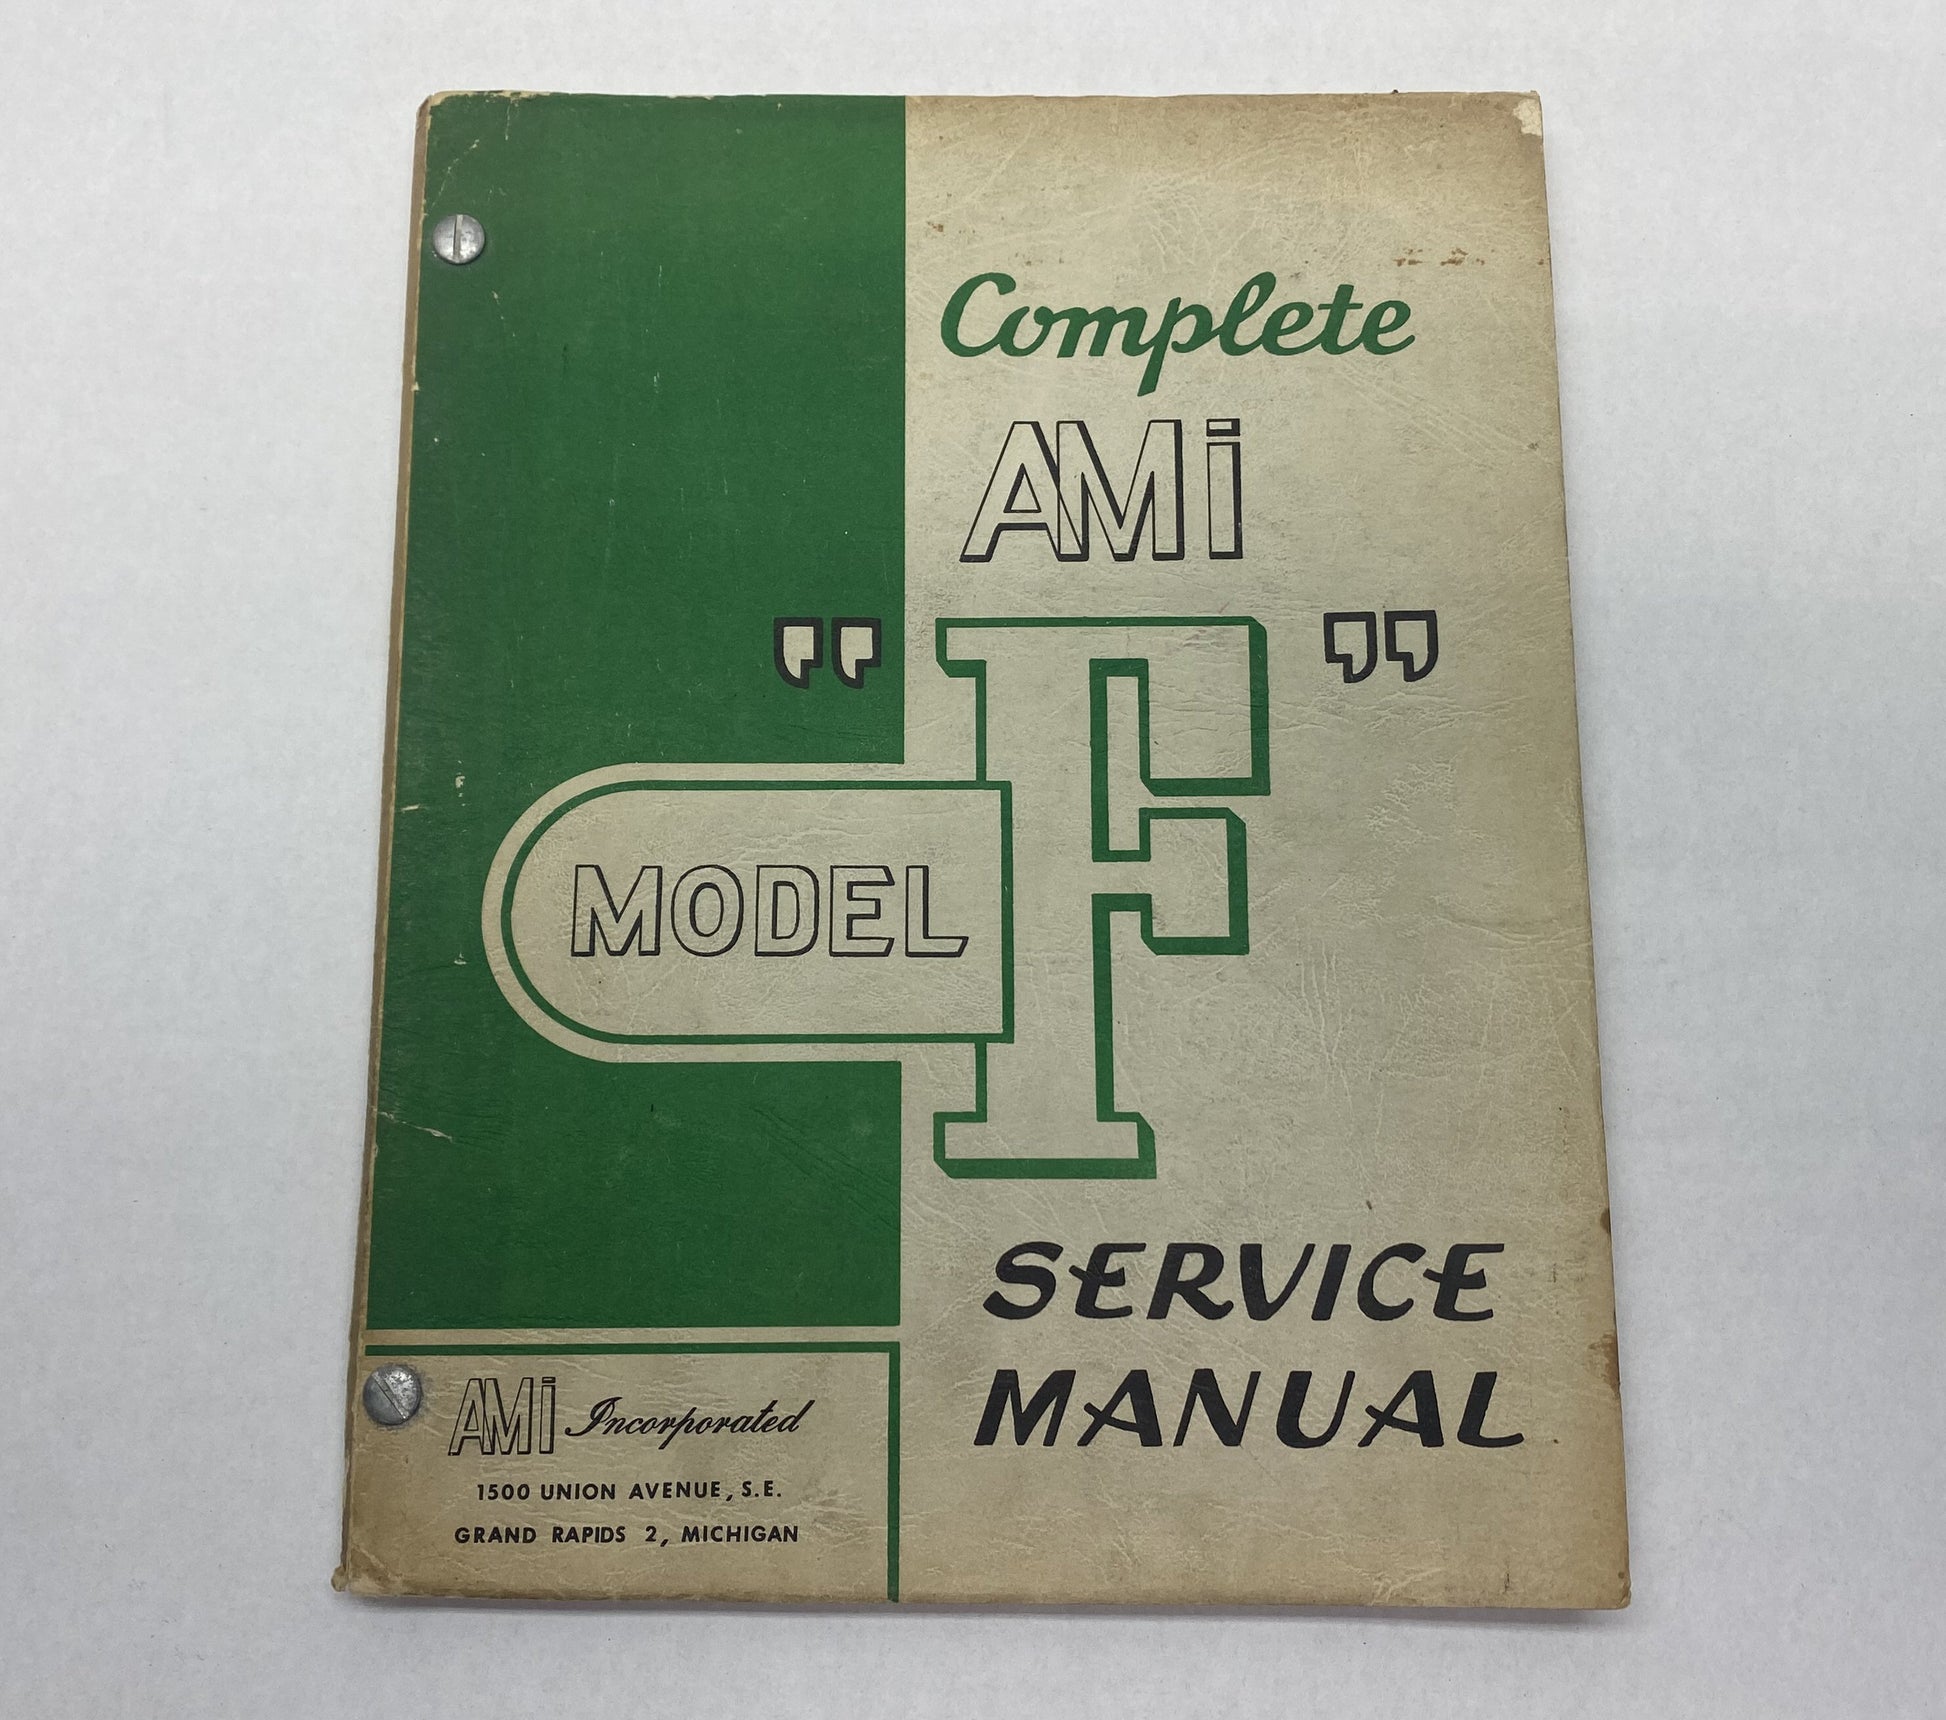 Complete
AMi
"F"
MODEL
SERVICE
MANUAL
AMi Incorporated
1500 UNION AVENUE, S.E.
GRAND RAPIDS 2, MICHIGAN